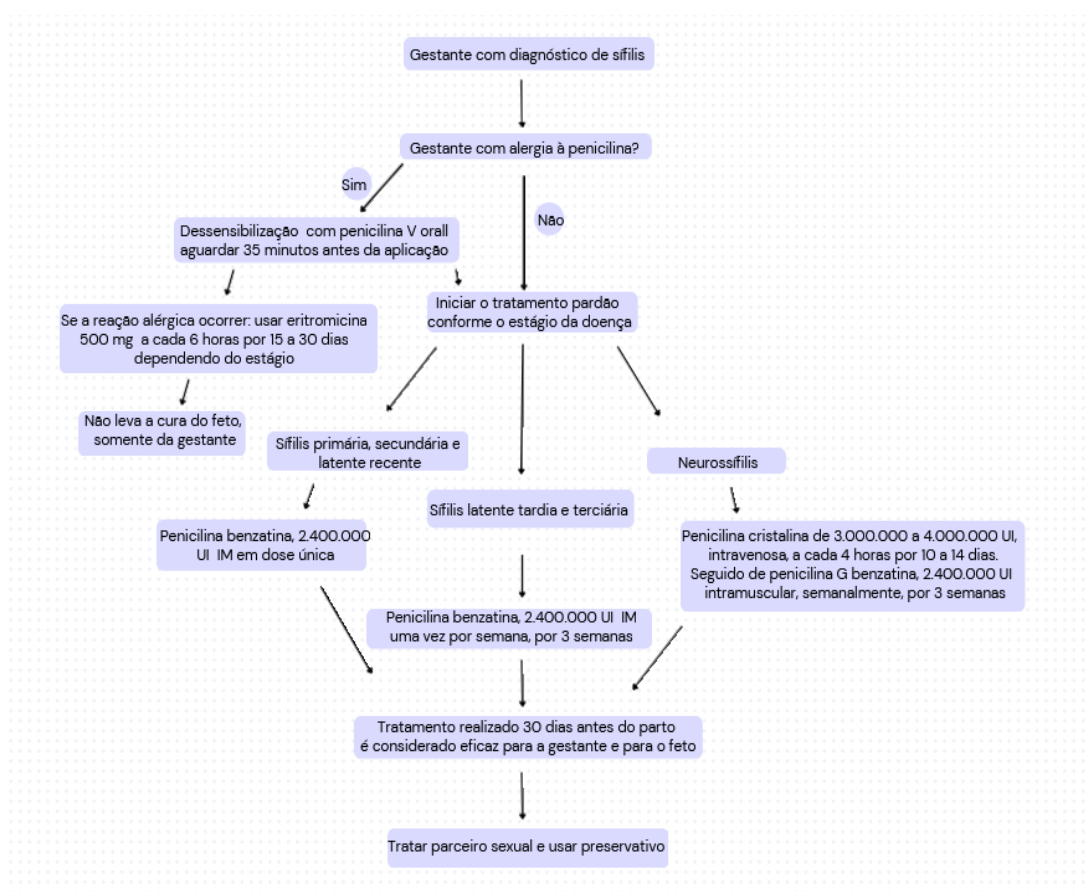 Gestante com diagnóstico de sífilis
Gestante com alergia à penicilina?
Sim
Não
Dessensibilização com penicilina V orall
aguardar 35 minutos antes da aplicação
Iniciar o tratamento pardão
conforme o estágio da doença
Se a reação alérgica ocorrer: usar eritromicina
500 mg a cada 6 horas por 15 a 30 dias
dependendo do estágio
Não leva a cura do feto,
somente da gestante
Sífilis primária, secundária e
latente recente
Neurossífilis
Sífilis latente tardia e terciária
Penicilina benzatina, 2.400.000
UI IM em dose única
Penicilina cristalina de 3.000.000 a 4.000.000 UI,
intravenosa, a cada 4 horas por 10 a 14 dias.
Seguido de penicilina G benzatina, 2.400.000 UI
intramuscular, semanalmente, por 3 semanas
Penicilina benzatina, 2.400.000 UI IM
uma vez por semana, por 3 semanas
Tratamento realizado 30 dias antes do parto
é considerado eficaz para a gestante e para o feto
Tratar parceiro sexual e usar preservativo